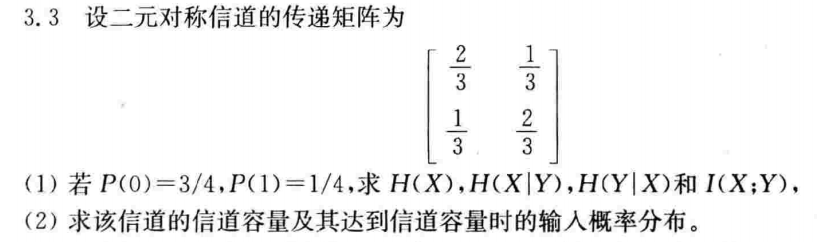 3.3 设二元对称信道的传递矩阵为
2/3 1/3
1/3 2/3
(1) 若 P(0)=3/4,P(1)=1/4,求 H(X),H(X|Y),H(Y|X)和 I(X;Y),
(2) 求该信道的信道容量及其达到信道容量时的输入概率分布。